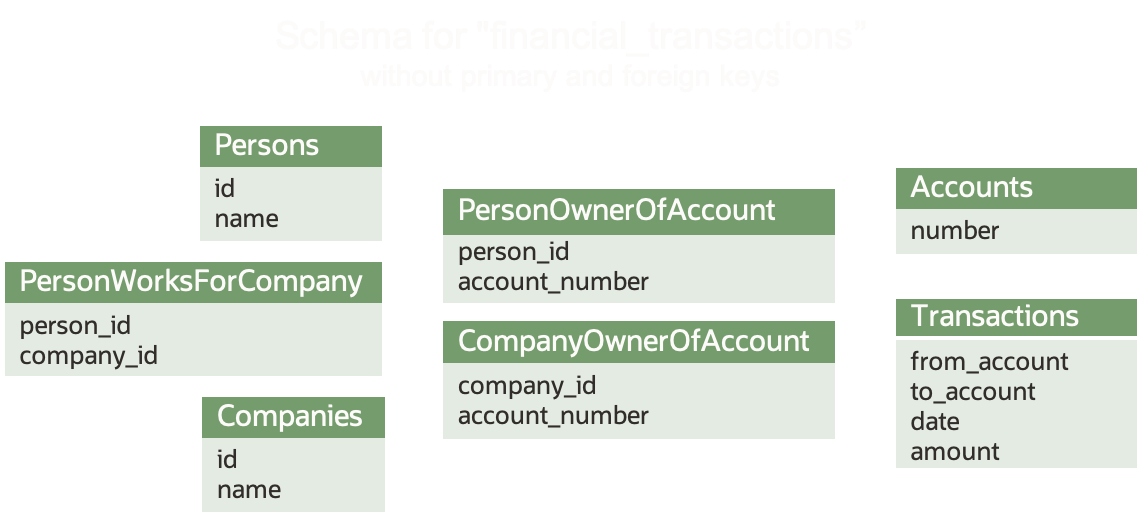 Schema for "financial_transactions"
without primary and foreign keys
Persons
id
name
PersonWorksForCompany
person_id
company_id
Companies
id
name
PersonOwnerOfAccount
person_id
account_number
CompanyOwnerOfAccount
company_id
account_number
Accounts
number
Transactions
from_account
to_account
date
amount